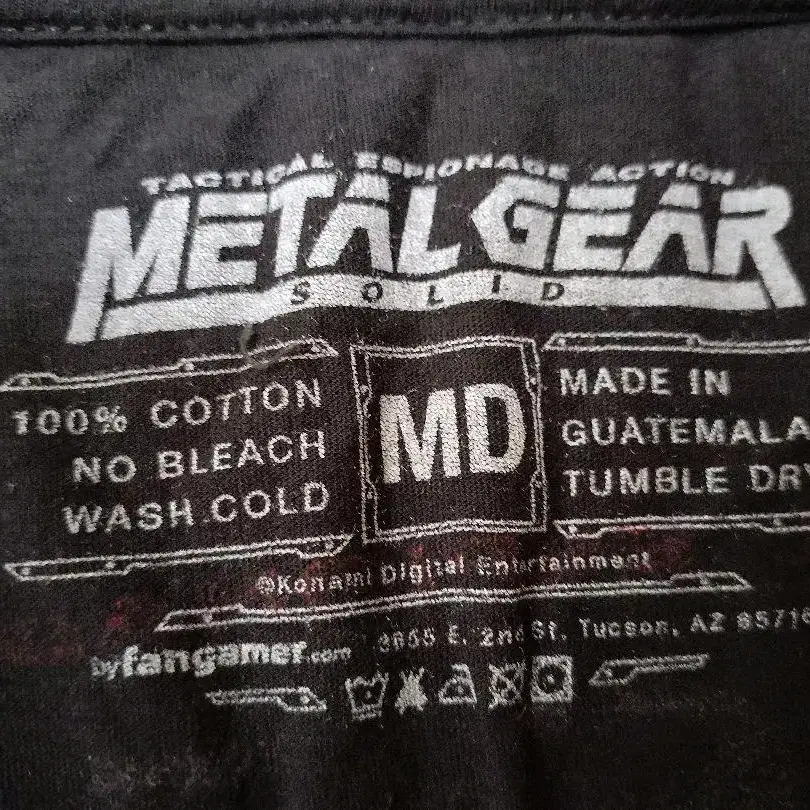 TACTICAL ESPIONAGE ACTION
METAL GEAR
SOLID
100% COTTON
NO BLEACH
WASH COLD
MD
MADE IN
GUATEMALA
TUMBLE DRY
©Konami Digital Entertainment
byfangamer.com
E. 2nd St. Tucson, AZ